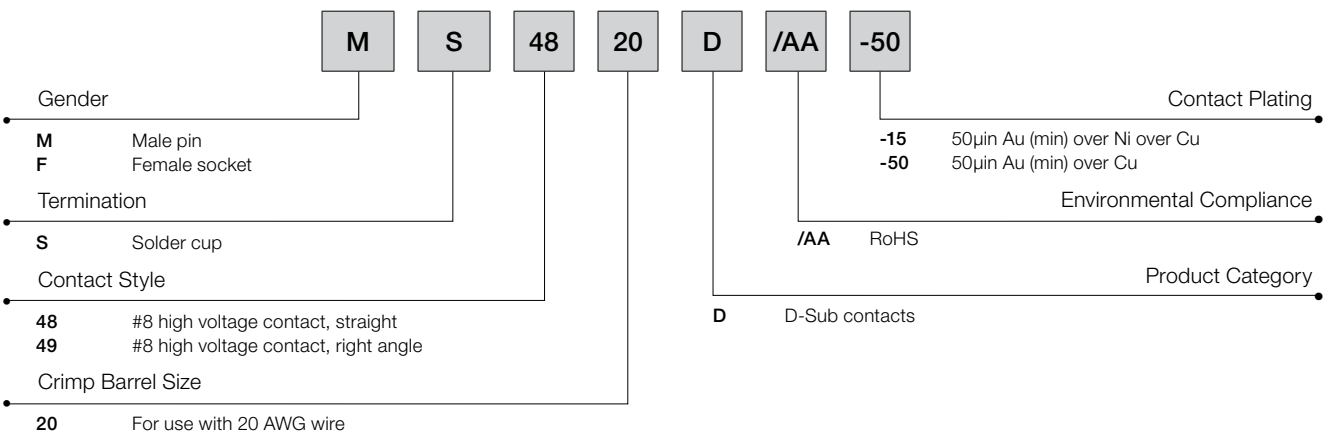 M S 48 20 D /AA -50
Gender
M Male pin
F Female socket
Termination
S Solder cup
Contact Style
48 #8 high voltage contact, straight
49 #8 high voltage contact, right angle
Crimp Barrel Size
20 For use with 20 AWG wire
Contact Plating
-15 50µin Au (min) over Ni over Cu
-50 50µin Au (min) over Cu
Environmental Compliance
/AA RoHS
Product Category
D D-Sub contacts